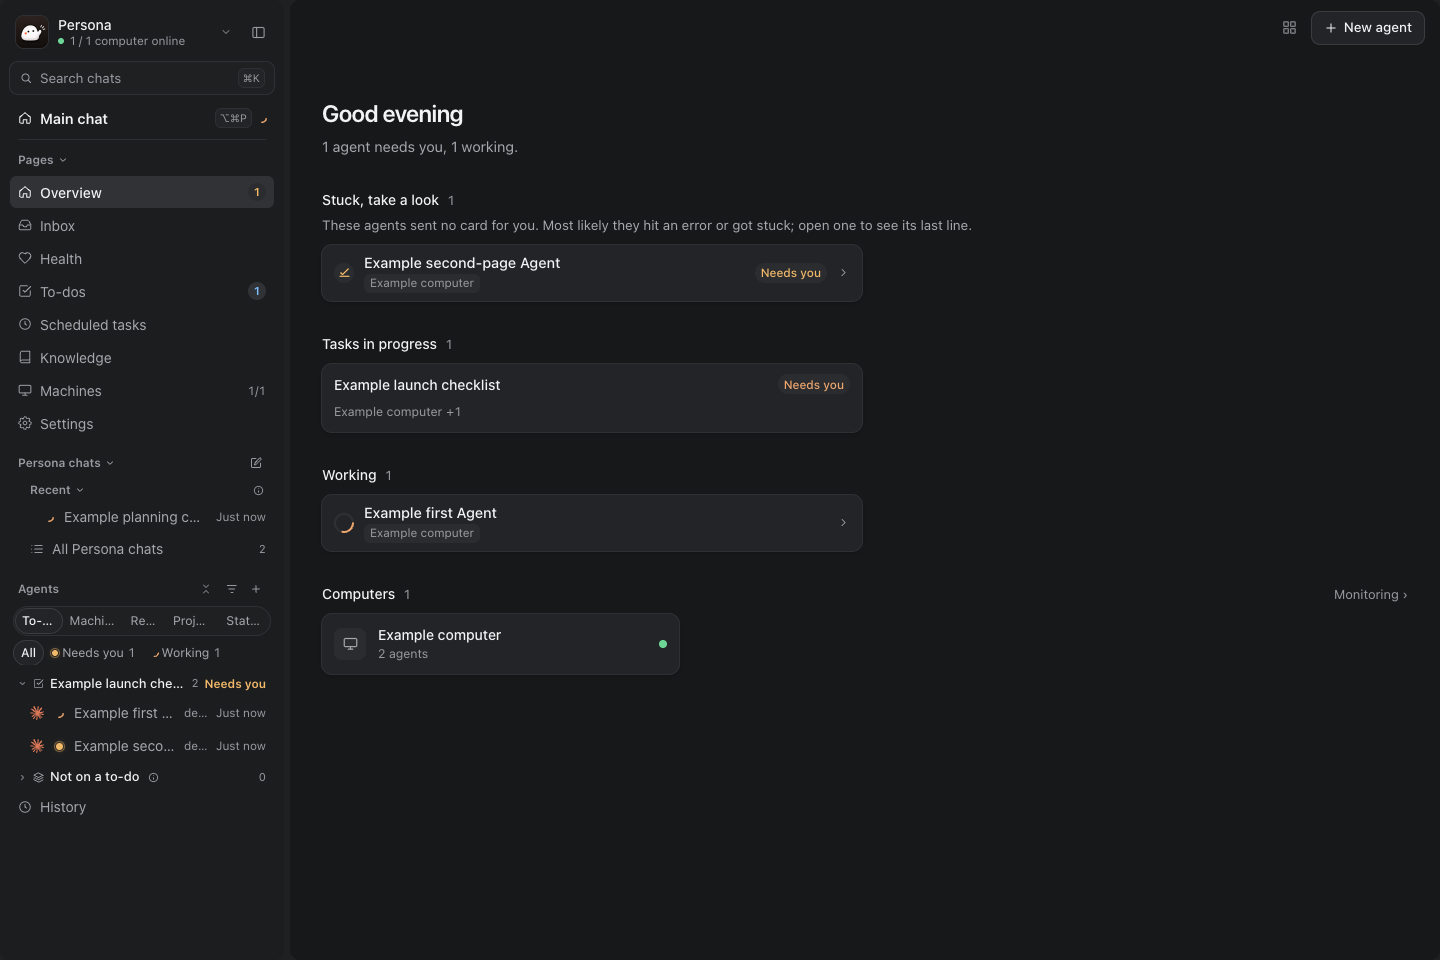 Persona
1 / 1 computer online
Search chats
⌘K
Main chat
⌥⌘P
Pages
Overview
1
Inbox
Health
To-dos
1
Scheduled tasks
Knowledge
Machines
1/1
Settings
Persona chats
Recent
Example planning c...
Just now
All Persona chats
2
Agents
To-...
Machi...
Re...
Proj...
Stat...
All
Needs you 1
Working 1
Example launch che...
2
Needs you
Example first ...
de...
Just now
Example seco...
de...
Just now
Not on a to-do
0
History
New agent
Good evening
1 agent needs you, 1 working.
Stuck, take a look 1
These agents sent no card for you. Most likely they hit an error or got stuck; open one to see its last line.
Example second-page Agent
Example computer
Needs you
Tasks in progress 1
Example launch checklist
Needs you
Example computer +1
Working 1
Example first Agent
Example computer
Computers 1
Monitoring ›
Example computer
2 agents